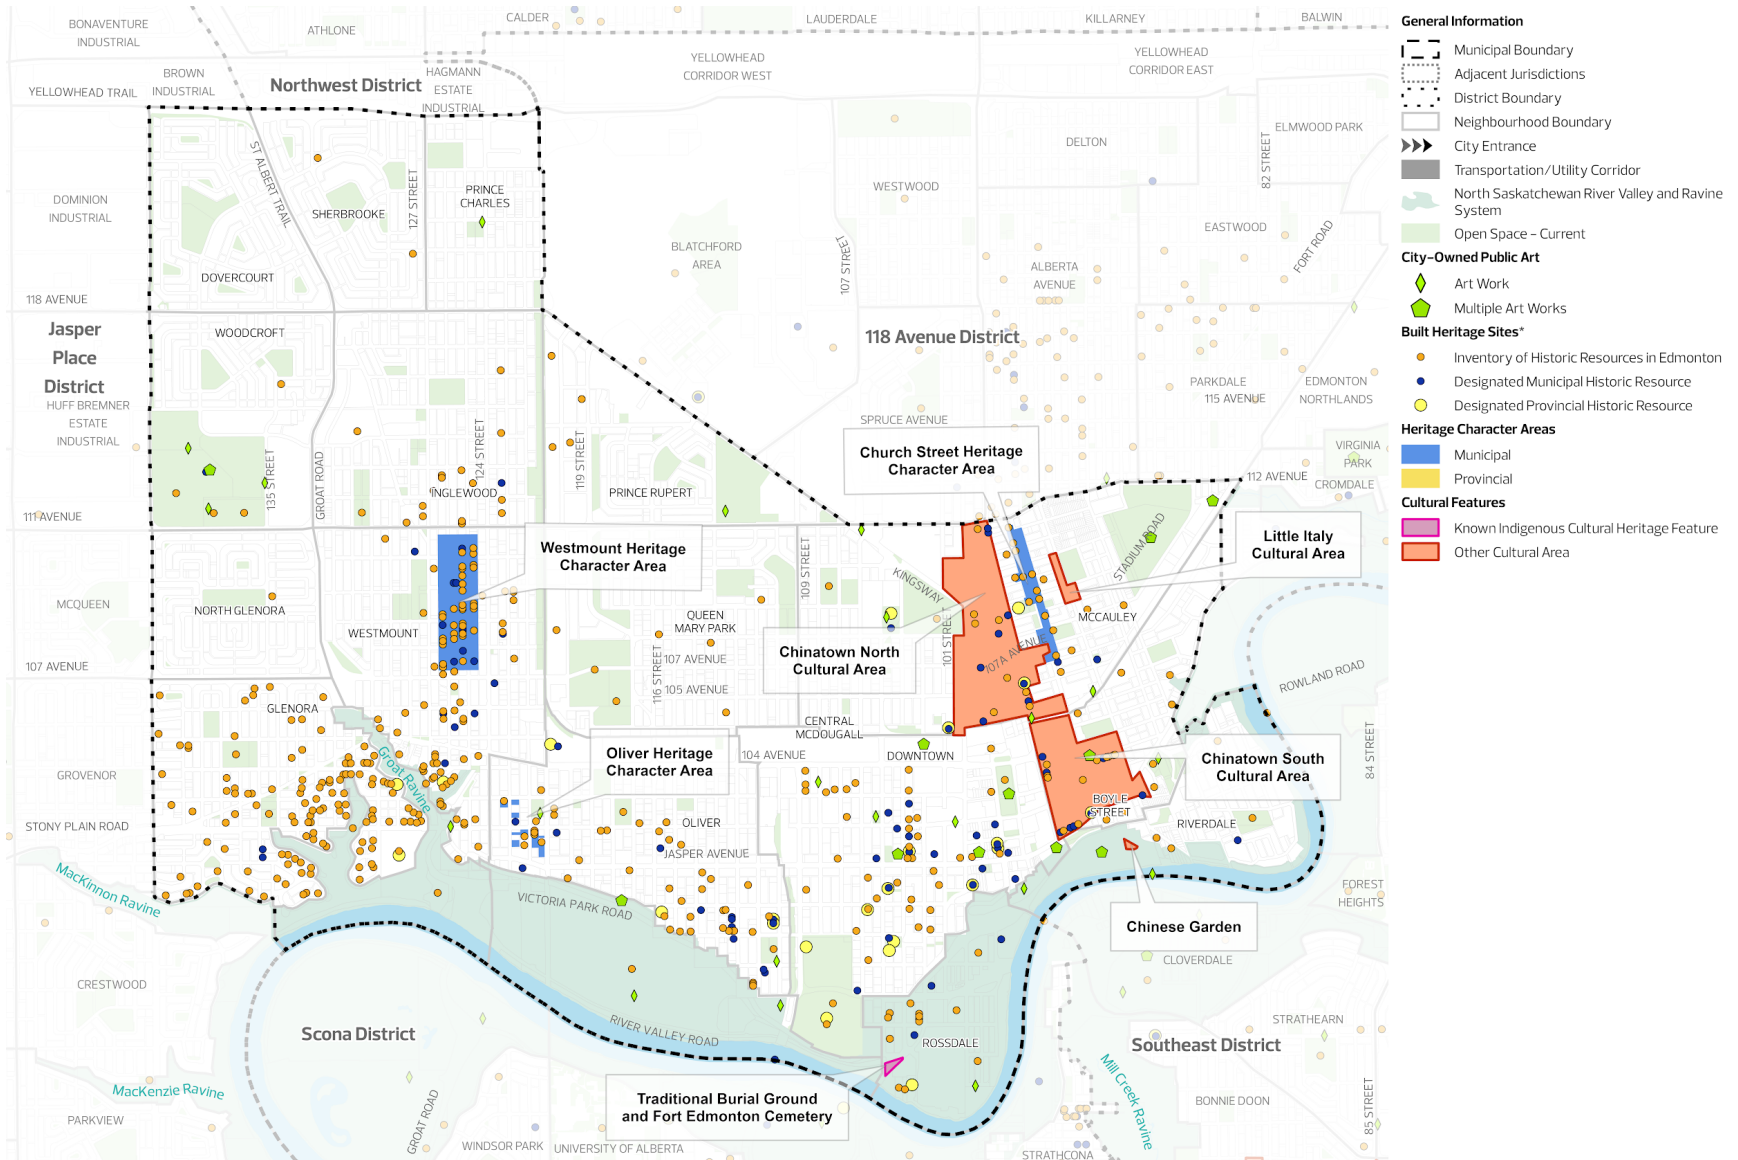 BONAVENTURE
INDUSTRIAL
ATHLONE
CALDER
LAUDERDALE
KILLARNEY
BALWIN
BROWN
INDUSTRIAL
YELLOWHEAD TRAIL
Northwest District
HAGMANN
ESTATE
INDUSTRIAL
YELLOWHEAD
CORRIDOR WEST
YELLOWHEAD
CORRIDOR EAST
ELMWOOD PARK
DELTON
82 STREET
DOMINION
INDUSTRIAL
ST ALBERT TRAIL
SHERBROOKE
127 STREET
PRINCE
CHARLES
WESTWOOD
EASTWOOD
FORT ROAD
BLATCHFORD
AREA
107 STREET
ALBERTA
AVENUE
DOVERCOURT
118 AVENUE
Jasper
Place
District
WOODCROFT
118 Avenue District
HUFF BREMNER
ESTATE
INDUSTRIAL
PARKDALE
115 AVENUE
EDMONTON
NORTHLANDS
SPRUCE AVENUE
VIRGINIA
PARK
124 STREET
119 STREET
135 STREET
GROAT ROAD
INGLEWOOD
PRINCE RUPERT
Church Street Heritage
Character Area
112 AVENUE
CROMDALE
111 AVENUE
Westmount Heritage
Character Area
109 STREET
KINGSWAY
STADIUM ROAD
Little Italy
Cultural Area
MCQUEEN
NORTH GLENORA
WESTMOUNT
QUEEN
MARY PARK
101 STREET
MCCAULEY
Chinatown North
Cultural Area
107A AVENUE
107 AVENUE
107 AVENUE
116 STREET
105 AVENUE
ROWLAND ROAD
GLENORA
CENTRAL
MCDOUGALL
84 STREET
Groat Ravine
Oliver Heritage
Character Area
104 AVENUE
DOWNTOWN
Chinatown South
Cultural Area
GROVENOR
BOYLE
STREET
STONY PLAIN ROAD
OLIVER
RIVERDALE
JASPER AVENUE
MacKinnon Ravine
VICTORIA PARK ROAD
FOREST
HEIGHTS
Chinese Garden
CLOVERDALE
CRESTWOOD
Scona District
RIVER VALLEY ROAD
ROSSDALE
STRATHEARN
Southeast District
MacKenzie Ravine
Traditional Burial Ground
and Fort Edmonton Cemetery
Mill Creek Ravine
BONNIE DOON
85 STREET
PARKVIEW
GROAT ROAD
WINDSOR PARK
UNIVERSITY OF ALBERTA
STRATHCONA
General Information
Municipal Boundary
Adjacent Jurisdictions
District Boundary
Neighbourhood Boundary
City Entrance
Transportation/Utility Corridor
North Saskatchewan River Valley and Ravine
System
Open Space - Current
City-Owned Public Art
Art Work
Multiple Art Works
Built Heritage Sites*
Inventory of Historic Resources in Edmonton
Designated Municipal Historic Resource
Designated Provincial Historic Resource
Heritage Character Areas
Municipal
Provincial
Cultural Features
Known Indigenous Cultural Heritage Feature
Other Cultural Area